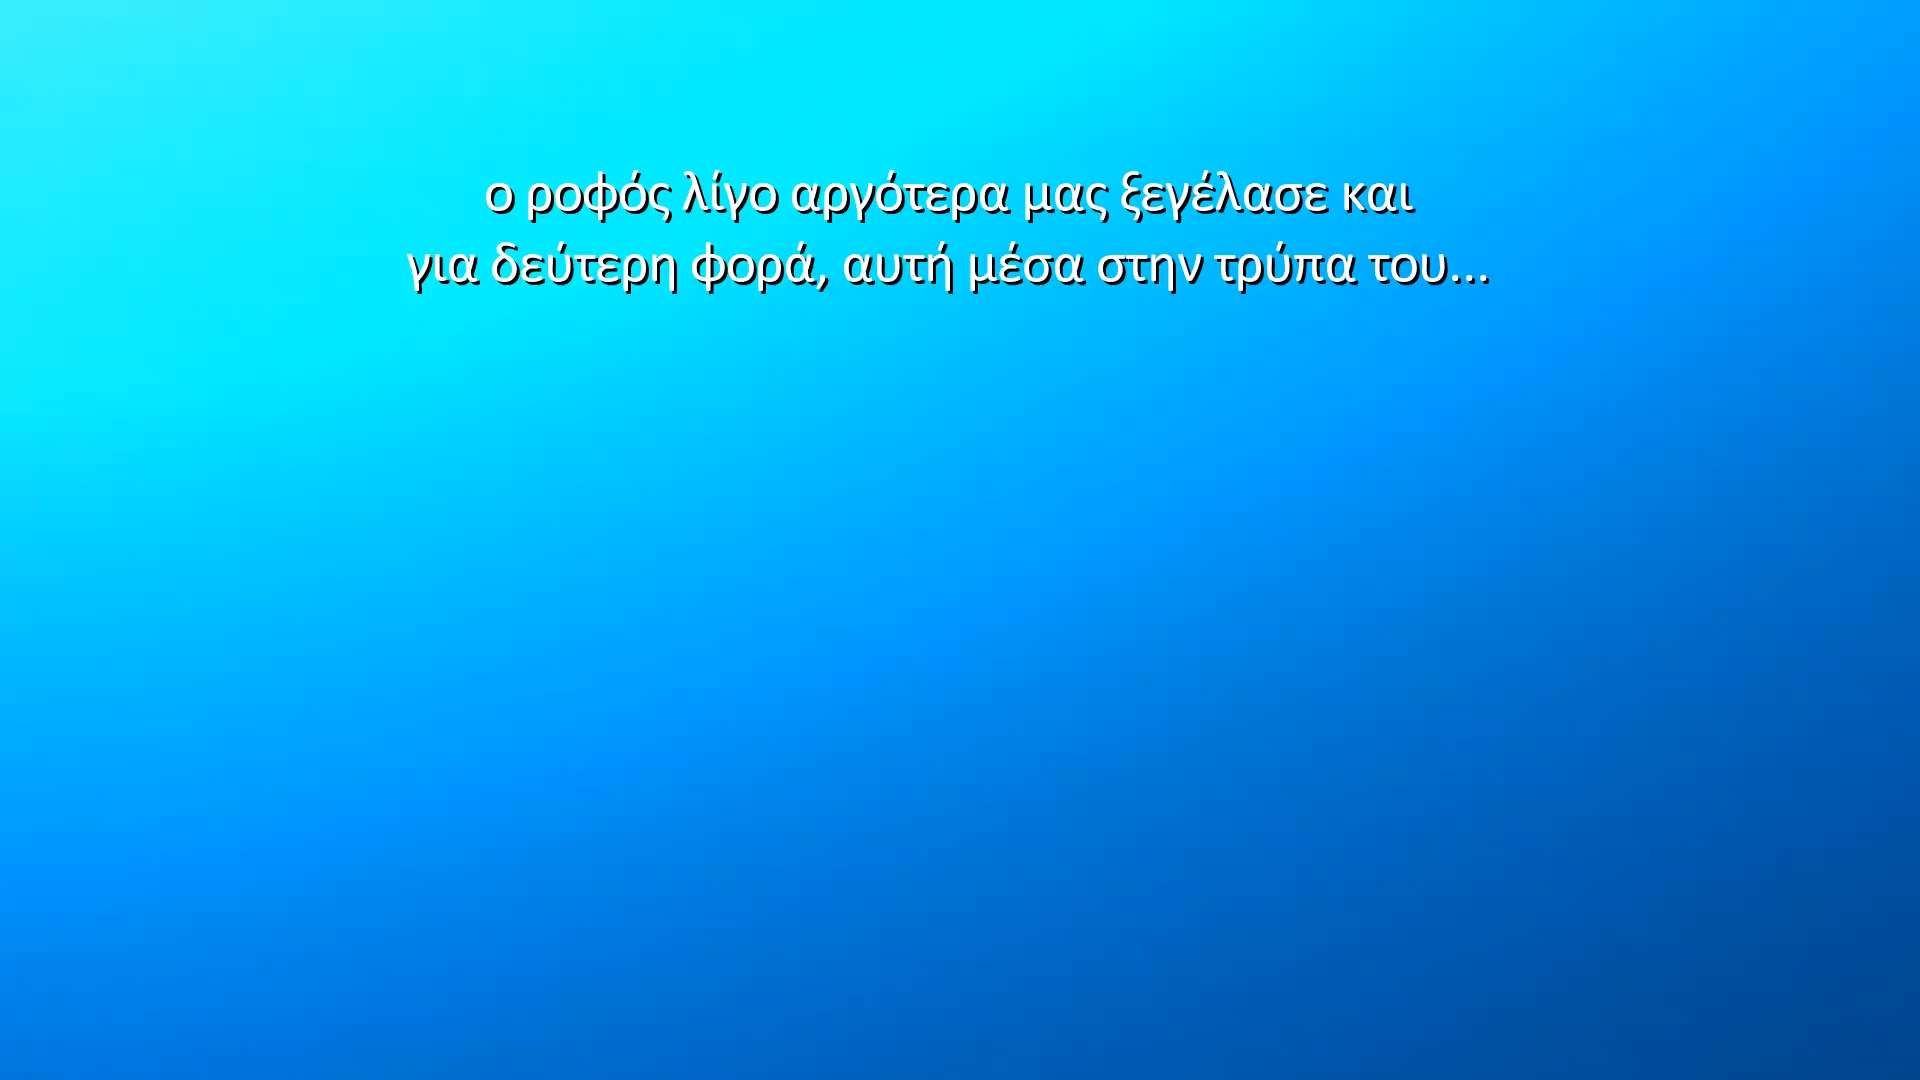 ο ροφός λίγο αργότερα μας ξεγέλασε και
για δεύτερη φορά, αυτή μέσα στην τρύπα του...